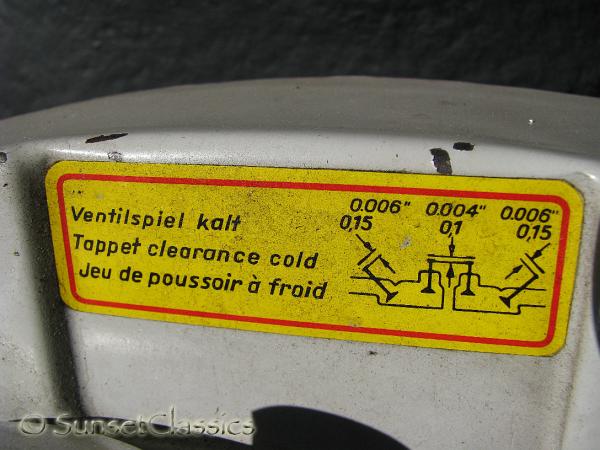 Ventilspiel kalt
Tappet clearance cold
Jeu de poussoir à froid
0.006" 0.004" 0.006"
0,15 0,1 0,15
© SunsetClassics